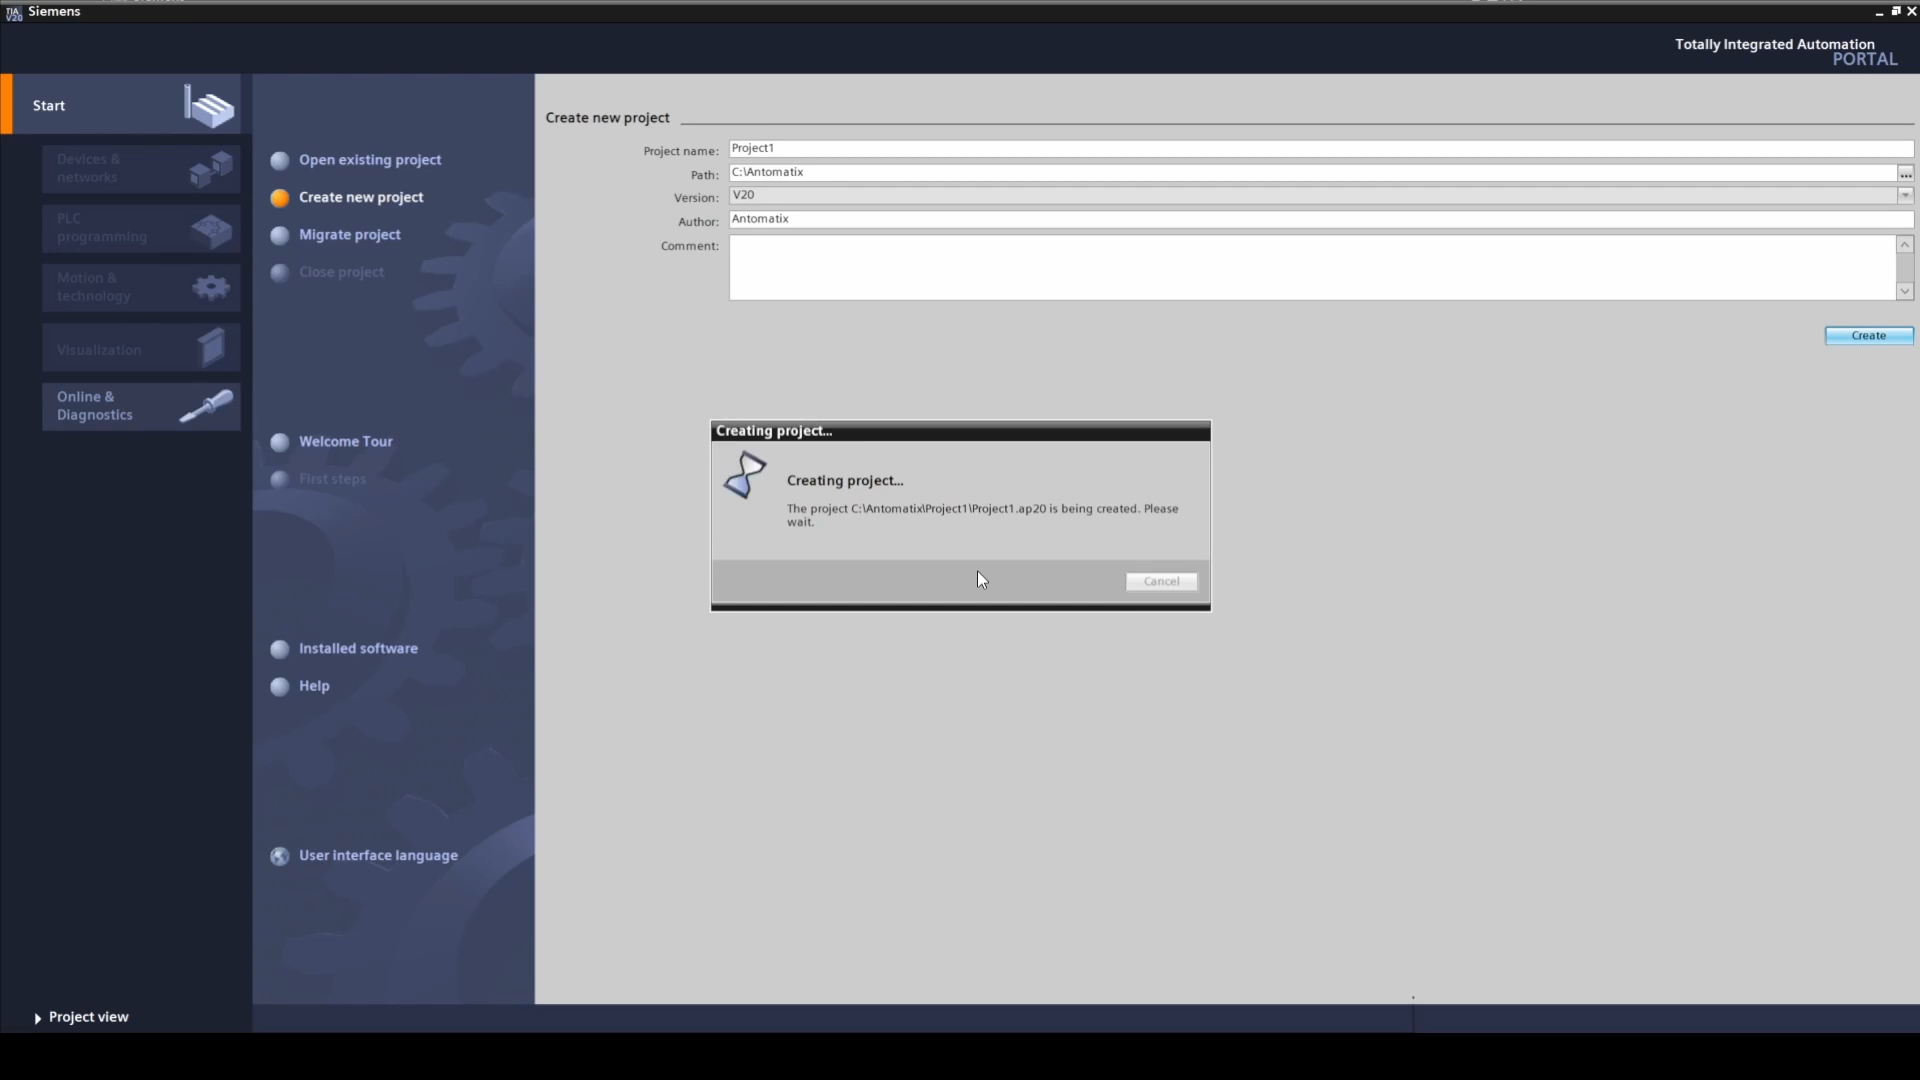 TIA
V20
Siemens
Totally Integrated Automation
PORTAL
Start
Devices &
networks
PLC
programming
Motion &
technology
Visualization
Online &
Diagnostics
Open existing project
Create new project
Migrate project
Close project
Welcome Tour
First steps
Installed software
Help
User interface language
Create new project
Project name: Project1
Path: C:\Antomatix ...
Version: V20
Author: Antomatix
Comment:
Create
Creating project...
Creating project...
The project C:\Antomatix\Project1\Project1.ap20 is being created. Please
wait.
Cancel
Project view